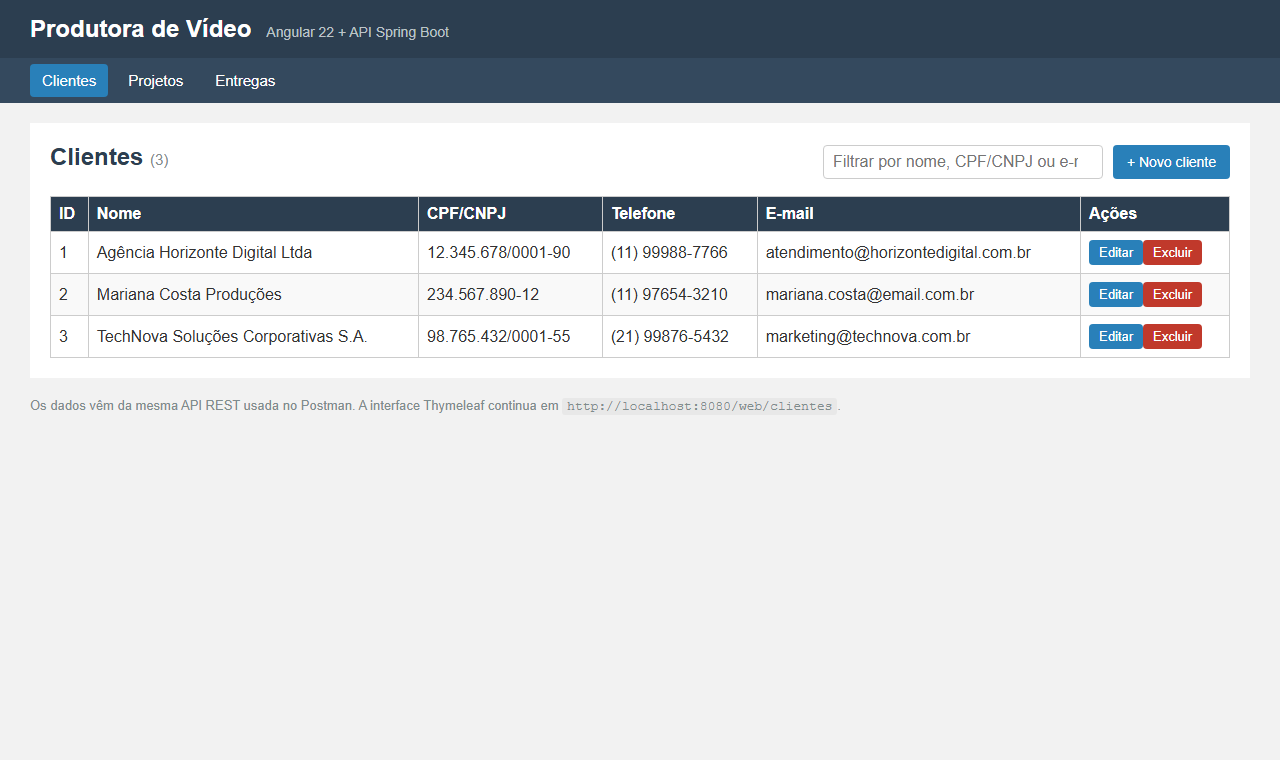 Produtora de Vídeo Angular 22 + API Spring Boot
Clientes Projetos Entregas
Clientes (3) Filtrar por nome, CPF/CNPJ ou e-r + Novo cliente
ID Nome CPF/CNPJ Telefone E-mail Ações
1 Agência Horizonte Digital Ltda 12.345.678/0001-90 (11) 99988-7766 atendimento@horizontedigital.com.br Editar Excluir
2 Mariana Costa Produções 234.567.890-12 (11) 97654-3210 mariana.costa@email.com.br Editar Excluir
3 TechNova Soluções Corporativas S.A. 98.765.432/0001-55 (21) 99876-5432 marketing@technova.com.br Editar Excluir
Os dados vêm da mesma API REST usada no Postman. A interface Thymeleaf continua em http://localhost:8080/web/clientes.